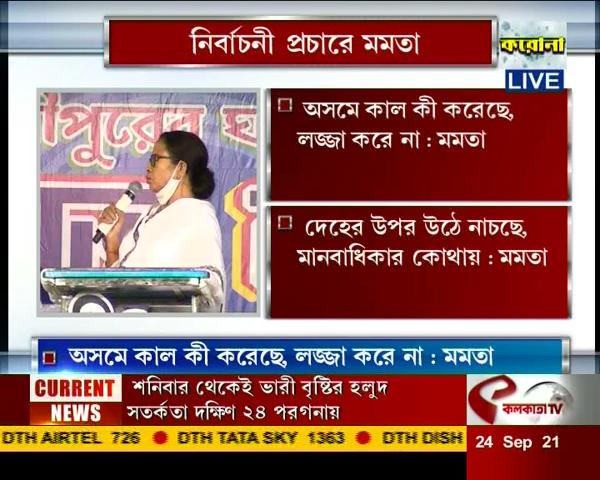 নির্বাচনী প্রচারে মমতা
করোনা
LIVE
পুরের ঘ
অসমে কাল কী করেছে,
লজ্জা করে না : মমতা
দেহের উপর উঠে নাচছে,
মানবাধিকার কোথায় : মমতা
অসমে কাল কী করেছে, লজ্জা করে না : মমতা
CURRENT
NEWS
শনিবার থেকেই ভারী বৃষ্টির হলুদ
সতর্কতা দক্ষিণ ২৪ পরগনায়
কলকাতা TV
DTH AIRTEL 726 DTH TATA SKY 1363 DTH DISH
24 Sep 21